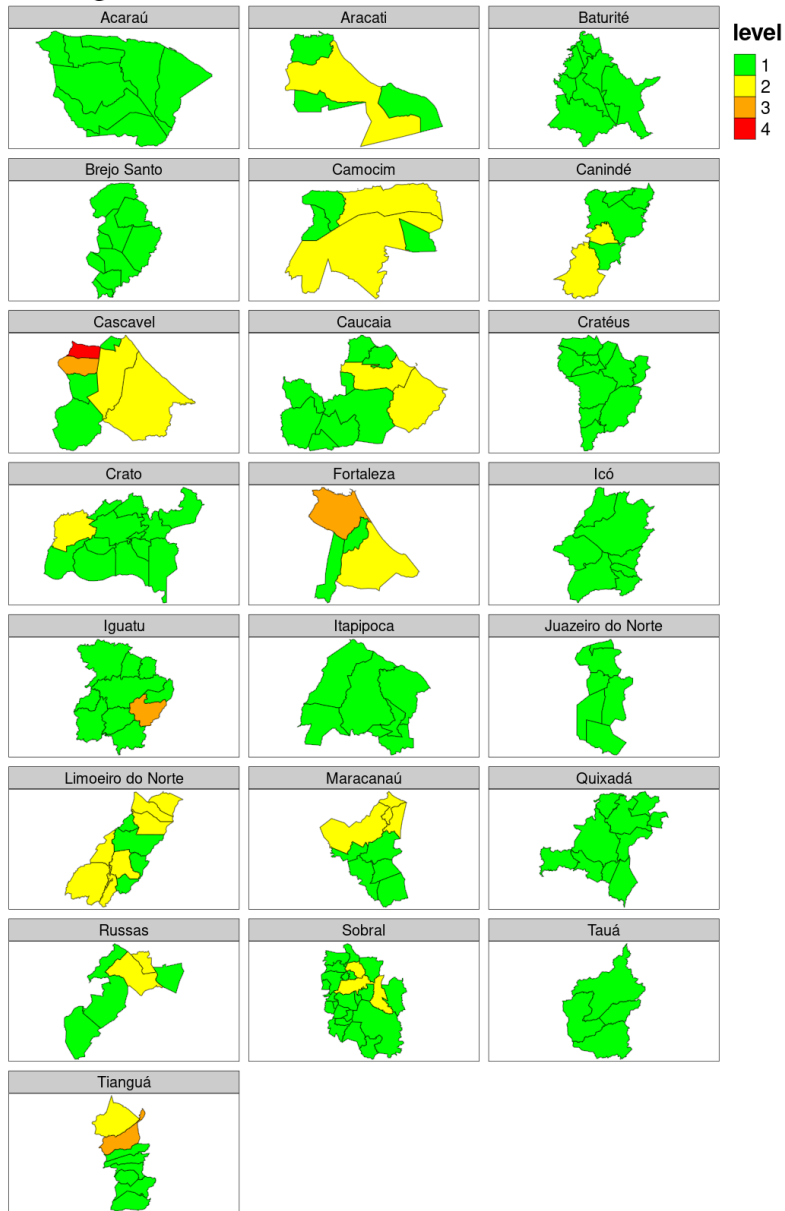 Acaraú
Aracati
Baturité
level
1
2
3
4
Brejo Santo
Camocim
Canindé
Cascavel
Caucaia
Cratéus
Crato
Fortaleza
Icó
Iguatu
Itapipoca
Juazeiro do Norte
Limoeiro do Norte
Maracanaú
Quixadá
Russas
Sobral
Tauá
Tianguá